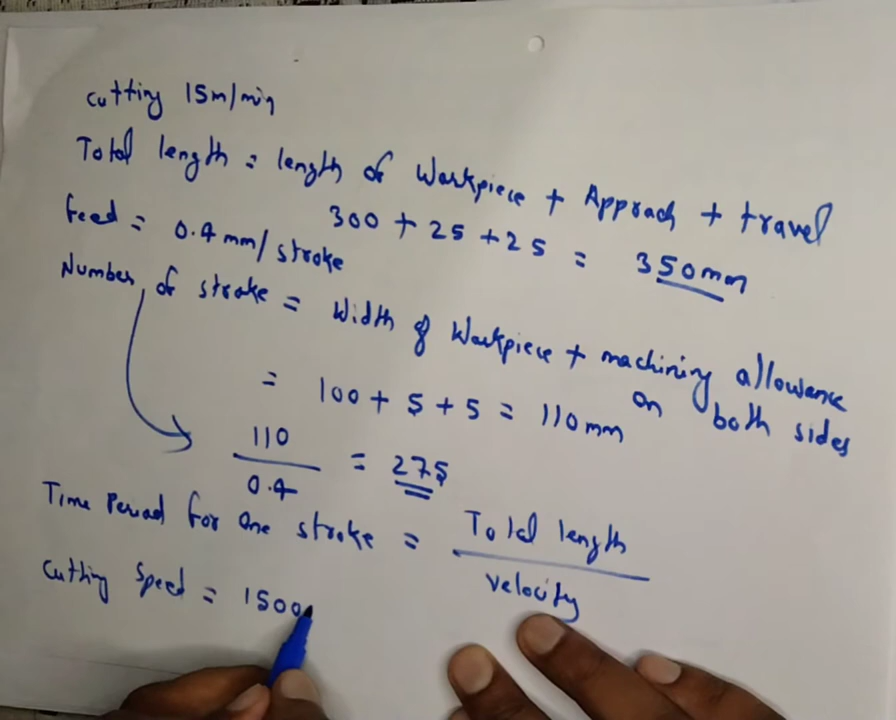 cutting 15m/min
Total length = length of Workpiece + Approach + travel
300 + 25 + 25 = 350mm
feed = 0.4 mm/stroke
Number of stroke = Width of Workpiece + machining allowance on both sides
= 100 + 5 + 5 = 110mm
110 / 0.4 = 275
Time Period for one stroke = Total length / velocity
Cutting Speed = 1500